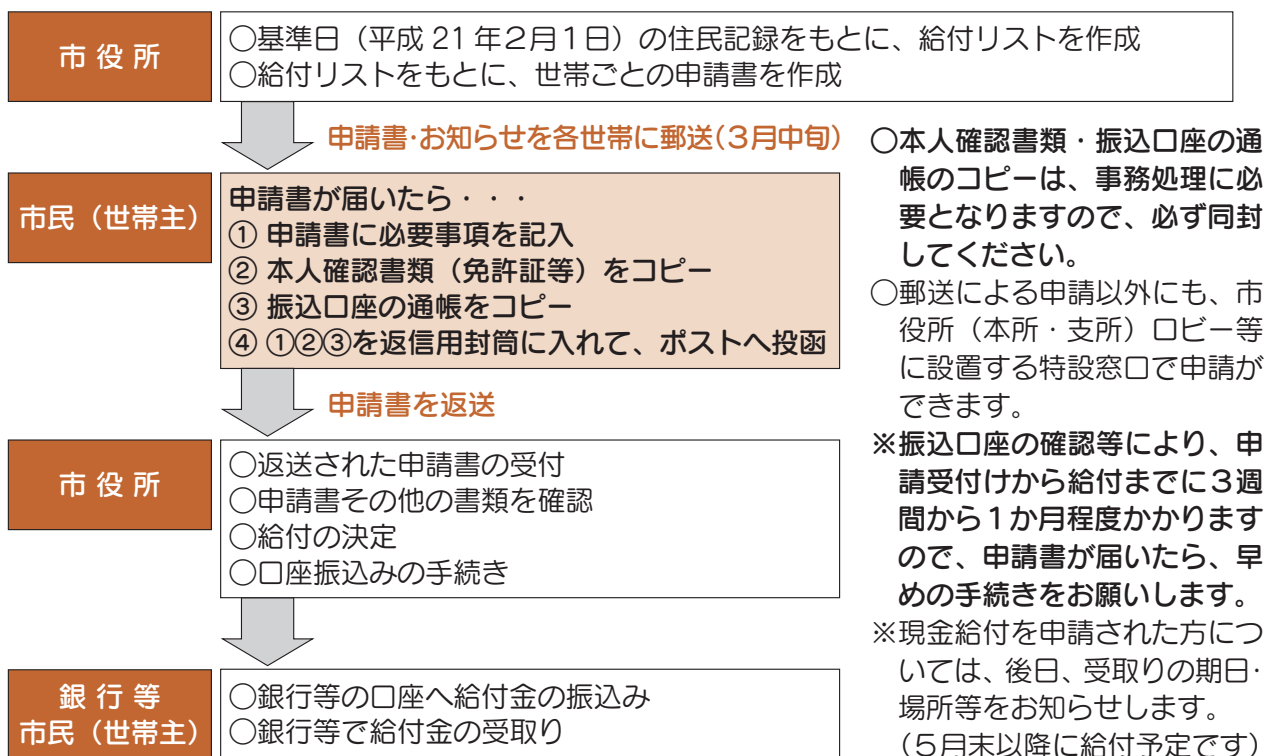 市役所
○基準日（平成21年２月１日）の住民記録をもとに、給付リストを作成
○給付リストをもとに、世帯ごとの申請書を作成
申請書・お知らせを各世帯に郵送（３月中旬）
市民（世帯主）
申請書が届いたら・・・
① 申請書に必要事項を記入
② 本人確認書類（免許証等）をコピー
③ 振込口座の通帳をコピー
④ ①②③を返信用封筒に入れて、ポストへ投函
申請書を返送
市役所
○返送された申請書の受付
○申請書その他の書類を確認
○給付の決定
○口座振込みの手続き
銀行等
市民（世帯主）
○銀行等の口座へ給付金の振込み
○銀行等で給付金の受取り
○本人確認書類・振込口座の通
帳のコピーは、事務処理に必
要となりますので、必ず同封
してください。
○郵送による申請以外にも、市
役所（本所・支所）ロビー等
に設置する特設窓口で申請が
できます。
※振込口座の確認等により、申
請受付けから給付までに３週
間から１か月程度かかります
ので、申請書が届いたら、早
めの手続きをお願いします。
※現金給付を申請された方につ
いては、後日、受取りの期日・
場所等をお知らせします。
（５月末以降に給付予定です）